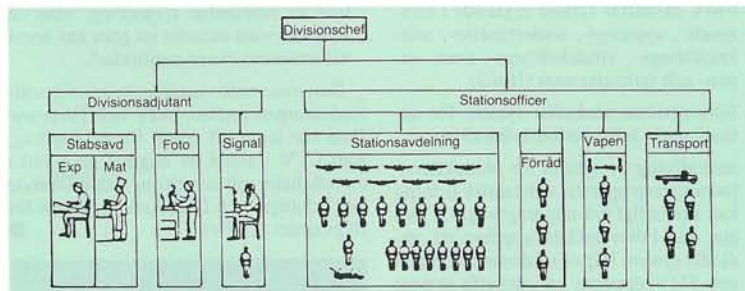 Divisionschef
Divisionsadjutant
Stationsofficer
Stabsavd
Foto
Signal
Stationsavdelning
Förråd
Vapen
Transport
Exp
Mat